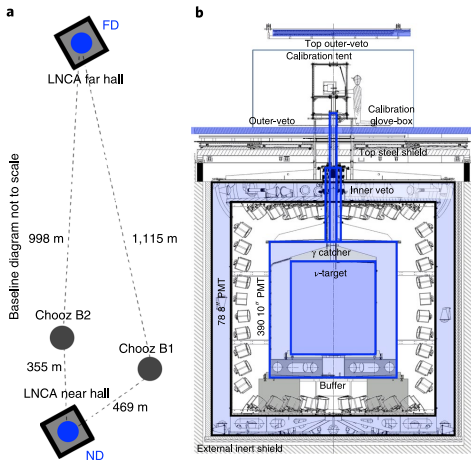 a
FD
LNCA far hall
Baseline diagram not to scale
998 m
1,115 m
Chooz B2
Chooz B1
355 m
LNCA near hall
469 m
ND
b
Top outer-veto
Calibration tent
Calibration
glove-box
Outer-veto
Top steel shield
Inner veto
γ catcher
ν-target
78 8″ PMT
390 10″ PMT
Buffer
External inert shield